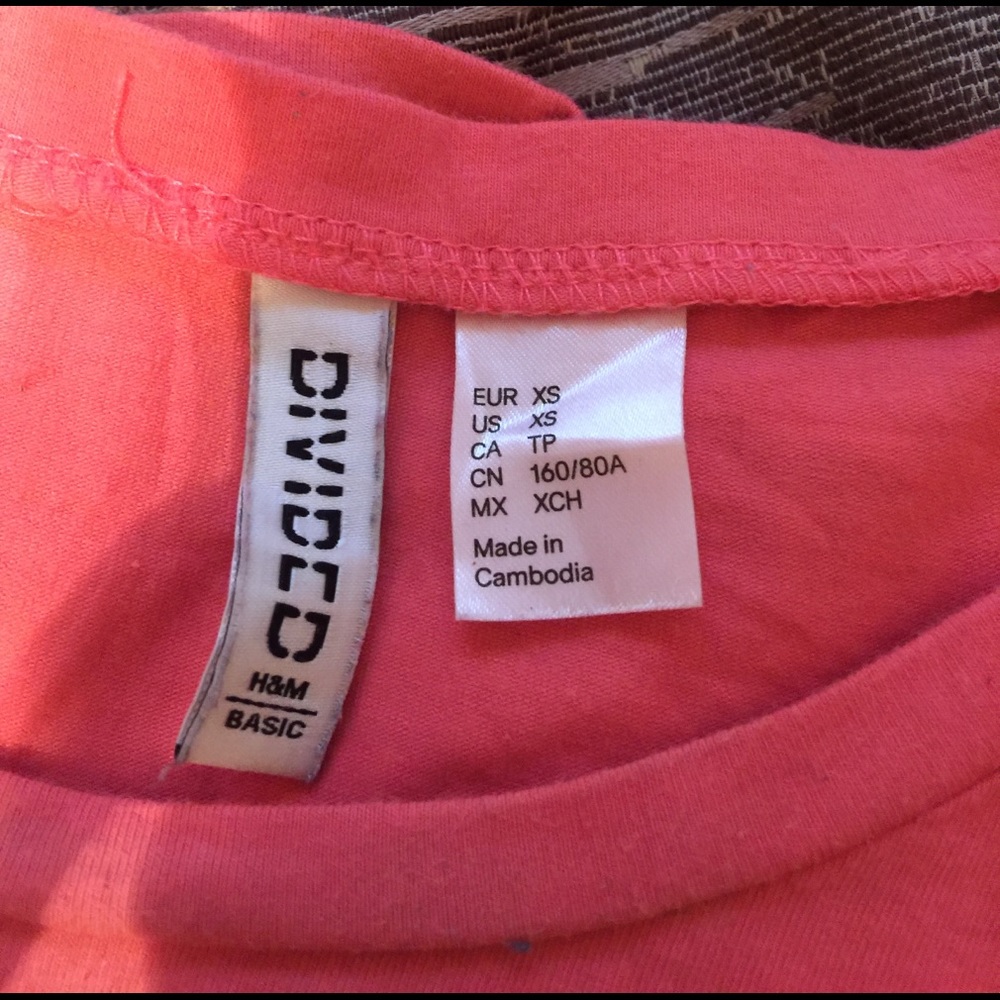 DIVIDED
H&M
BASIC
EUR XS
US XS
CA TP
CN 160/80A
MX XCH
Made in
Cambodia